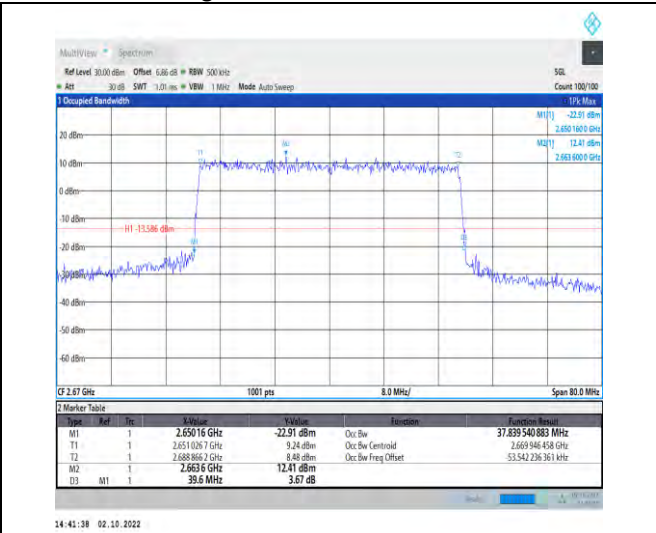 MultiView Spectrum
Ref Level 30.00 dBm Offset 6.86 dB RBW 500 kHz SGL
Att 30 dB SWT 1.01 ms VBW 1 MHz Mode Auto Sweep Count 100/100
1 Occupied Bandwidth 1Pk Max
M1[1] -22.91 dBm
2.650 160 0 GHz
20 dBm M2[1] 12.41 dBm
2.663 600 0 GHz
T1 M2 T2
10 dBm
0 dBm
-10 dBm
H1 -13.586 dBm
-20 dBm
-30 dBm
-40 dBm
-50 dBm
-60 dBm
CF 2.67 GHz 1001 pts 8.0 MHz/ Span 80.0 MHz
2 Marker Table
Type Ref Trc X-Value Y-Value Function Function Result
M1 1 2.65016 GHz -22.91 dBm Occ Bw 37.839 540 883 MHz
T1 1 2.651 026 7 GHz 9.24 dBm Occ Bw Centroid 2.669 946 458 GHz
T2 1 2.688 866 2 GHz 8.48 dBm Occ Bw Freq Offset -53.542 236 361 kHz
M2 1 2.663 6 GHz 12.41 dBm
D3 M1 1 39.6 MHz 3.67 dB
14:41:38 02.10.2022